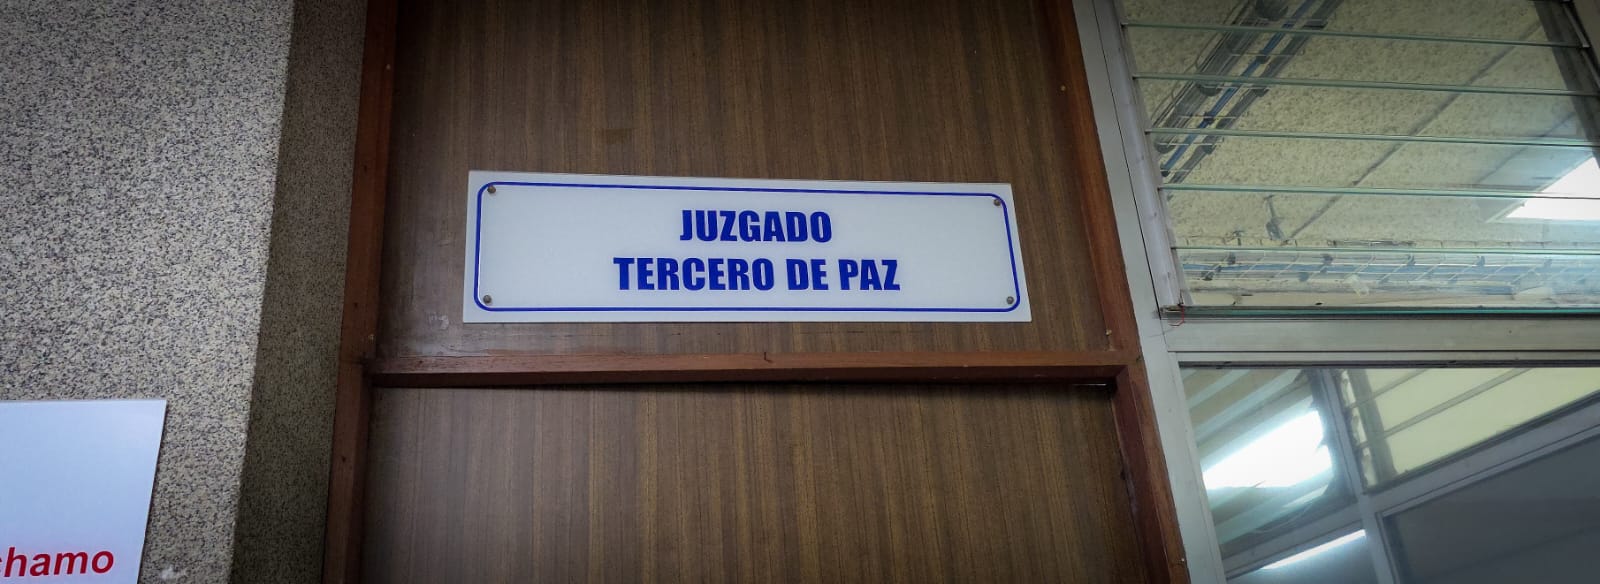 JUZGADO
TERCERO DE PAZ
chamo